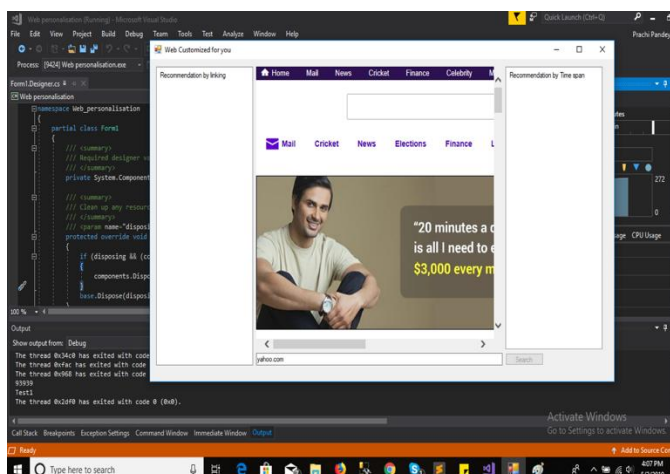 Web personalisation (Running) - Microsoft Visual Studio
Quick Launch (Ctrl+Q)
File Edit View Project Build Debug Team Tools Test Analyze Window Help
Prachi Pandey
Process: [9424] Web personalisation.exe
Web Customized for you
Form1.Designer.cs
Web personalisation
namespace Web_personalisation
{
partial class Form1
{
/// <summary>
/// Required designer
/// </summary>
private System.Component
/// <summary>
/// Clean up any resour
/// </summary>
/// <param name="disposi
protected override void
{
if (disposing && (co
{
components.Dispo
}
base.Dispose(disposi
Recommendation by linking
Home Mail News Cricket Finance Celebrity M
Mail Cricket News Elections Finance L
“20 minutes a d
is all I need to e
$3,000 every m
yahoo.com
Recommendation by Time span
Search
272
0
CPU Usage
100 %
Output
Show output from: Debug
The thread 0x34c0 has exited with code
The thread 0xfac has exited with code
The thread 0x968 has exited with code
93939
Test1
The thread 0x2df0 has exited with code 0 (0x0).
Activate Windows
Go to Settings to activate Windows.
Call Stack Breakpoints Exception Settings Command Window Immediate Window Output
Ready
Add to Source Co
Type here to search
4:07 PM